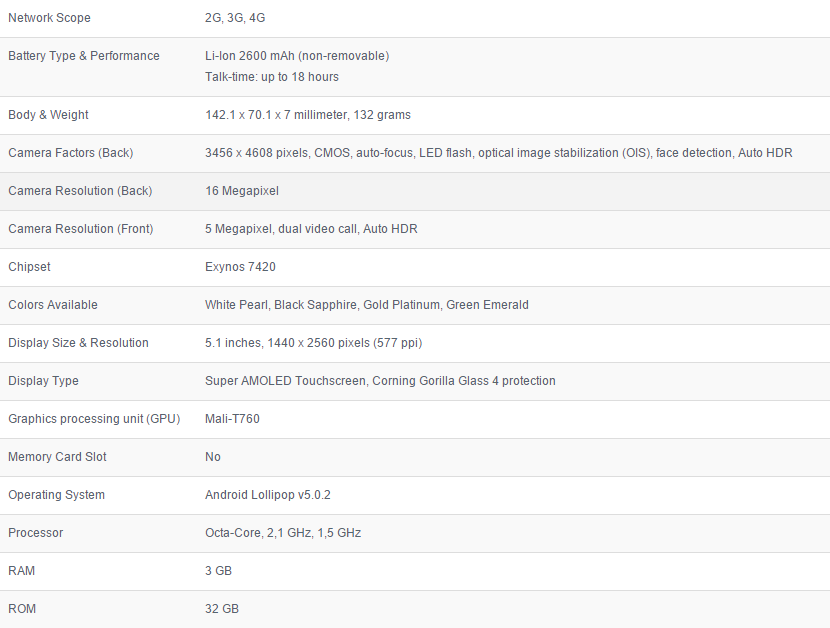 Network Scope 2G, 3G, 4G
Battery Type & Performance Li-Ion 2600 mAh (non-removable)
Talk-time: up to 18 hours
Body & Weight 142.1 x 70.1 x 7 millimeter, 132 grams
Camera Factors (Back) 3456 x 4608 pixels, CMOS, auto-focus, LED flash, optical image stabilization (OIS), face detection, Auto HDR
Camera Resolution (Back) 16 Megapixel
Camera Resolution (Front) 5 Megapixel, dual video call, Auto HDR
Chipset Exynos 7420
Colors Available White Pearl, Black Sapphire, Gold Platinum, Green Emerald
Display Size & Resolution 5.1 inches, 1440 x 2560 pixels (577 ppi)
Display Type Super AMOLED Touchscreen, Corning Gorilla Glass 4 protection
Graphics processing unit (GPU) Mali-T760
Memory Card Slot No
Operating System Android Lollipop v5.0.2
Processor Octa-Core, 2,1 GHz, 1,5 GHz
RAM 3 GB
ROM 32 GB